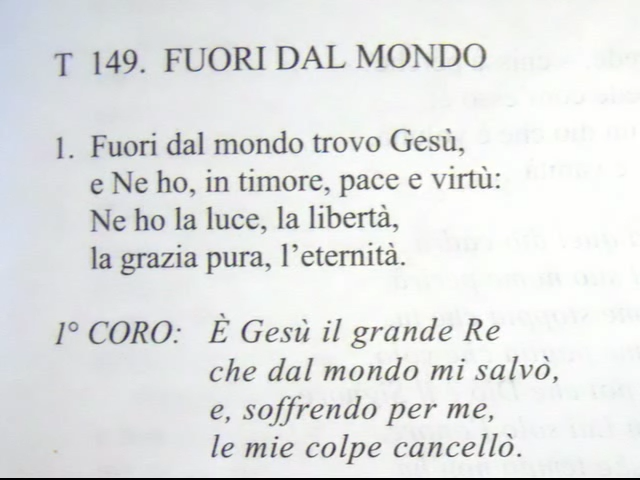 T 149. FUORI DAL MONDO
1. Fuori dal mondo trovo Gesù,
e Ne ho, in timore, pace e virtù:
Ne ho la luce, la libertà,
la grazia pura, l'eternità.
1° CORO: È Gesù il grande Re
che dal mondo mi salvò,
e, soffrendo per me,
le mie colpe cancellò.